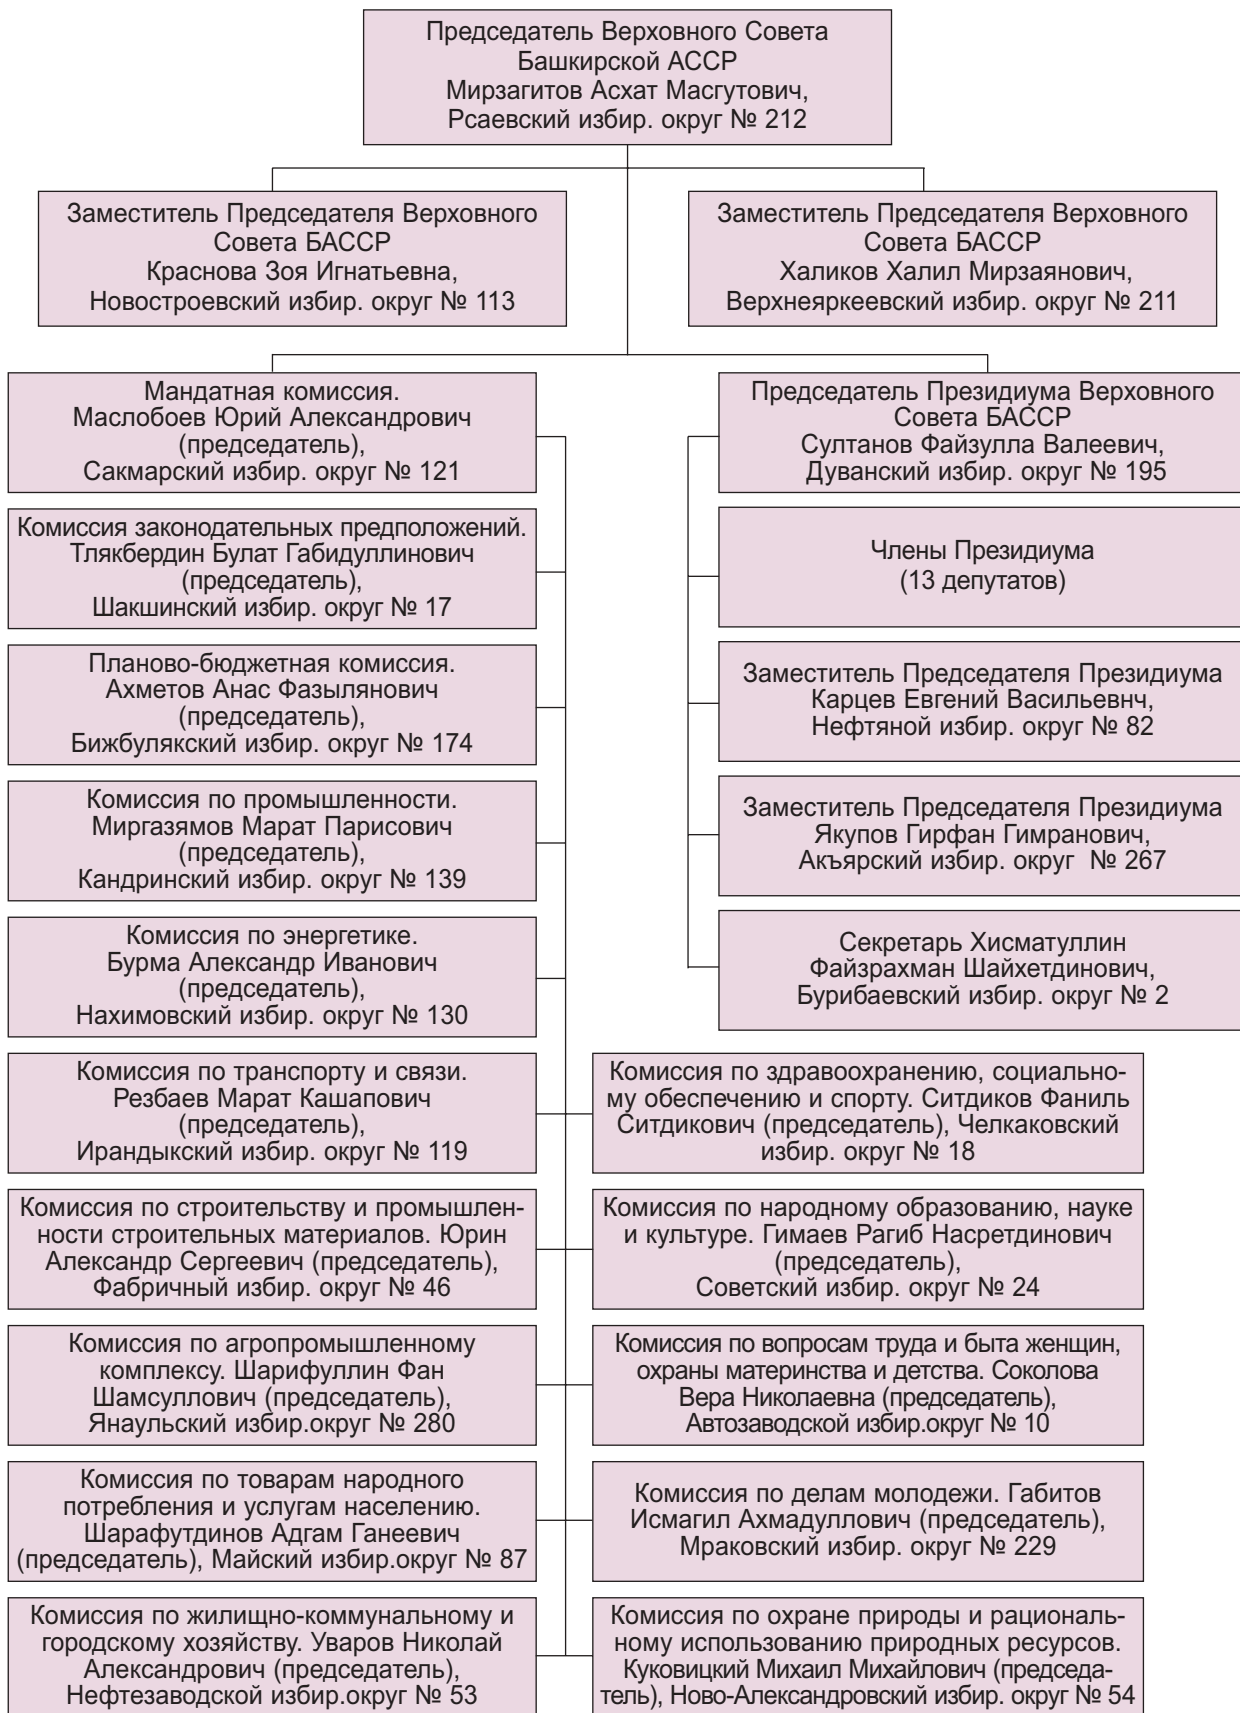 Председатель Верховного Совета
Башкирской АССР
Мирзагитов Асхат Масгутович,
Рсаевский избир. округ № 212
Заместитель Председателя Верховного
Совета БАССР
Краснова Зоя Игнатьевна,
Новостроевский избир. округ № 113
Заместитель Председателя Верховного
Совета БАССР
Халиков Халил Мирзаянович,
Верхнеяркеевский избир. округ № 211
Мандатная комиссия.
Маслобоев Юрий Александрович
(председатель),
Сакмарский избир. округ № 121
Комиссия законодательных предположений.
Тлякбердин Булат Габидуллинович
(председатель),
Шакшинский избир. округ № 17
Планово-бюджетная комиссия.
Ахметов Анас Фазылянович
(председатель),
Бижбулякский избир. округ № 174
Комиссия по промышленности.
Миргазямов Марат Парисович
(председатель),
Кандринский избир. округ № 139
Комиссия по энергетике.
Бурма Александр Иванович
(председатель),
Нахимовский избир. округ № 130
Комиссия по транспорту и связи.
Резбаев Марат Кашапович
(председатель),
Ирандыкский избир. округ № 119
Комиссия по строительству и промышлен-
ности строительных материалов. Юрин
Александр Сергеевич (председатель),
Фабричный избир. округ № 46
Комиссия по агропромышленному
комплексу. Шарифуллин Фан
Шамсуллович (председатель),
Янаульский избир.округ № 280
Комиссия по товарам народного
потребления и услугам населению.
Шарафутдинов Адгам Ганеевич
(председатель), Майский избир.округ № 87
Комиссия по жилищно-коммунальному и
городскому хозяйству. Уваров Николай
Александрович (председатель),
Нефтезаводской избир.округ № 53
Председатель Президиума Верховного
Совета БАССР
Султанов Файзулла Валеевич,
Дуванский избир. округ № 195
Члены Президиума
(13 депутатов)
Заместитель Председателя Президиума
Карцев Евгений Васильевнч,
Нефтяной избир. округ № 82
Заместитель Председателя Президиума
Якупов Гирфан Гимранович,
Акъярский избир. округ № 267
Секретарь Хисматуллин
Файзрахман Шайхетдинович,
Бурибаевский избир. округ № 2
Комиссия по здравоохранению, социально-
му обеспечению и спорту. Ситдиков Фаниль
Ситдикович (председатель), Челкаковский
избир. округ № 18
Комиссия по народному образованию, науке
и культуре. Гимаев Рагиб Насретдинович
(председатель),
Советский избир. округ № 24
Комиссия по вопросам труда и быта женщин,
охраны материнства и детства. Соколова
Вера Николаевна (председатель),
Автозаводской избир.округ № 10
Комиссия по делам молодежи. Габитов
Исмагил Ахмадуллович (председатель),
Мраковский избир. округ № 229
Комиссия по охране природы и рациональ-
ному использованию природных ресурсов.
Куковицкий Михаил Михайлович (председа-
тель), Ново-Александровский избир. округ № 54